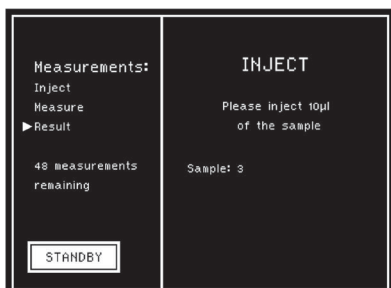 Measurements:
Inject
Measure
▶Result
48 measurements
remaining
STANDBY
INJECT
Please inject 10µl
of the sample
Sample: 3